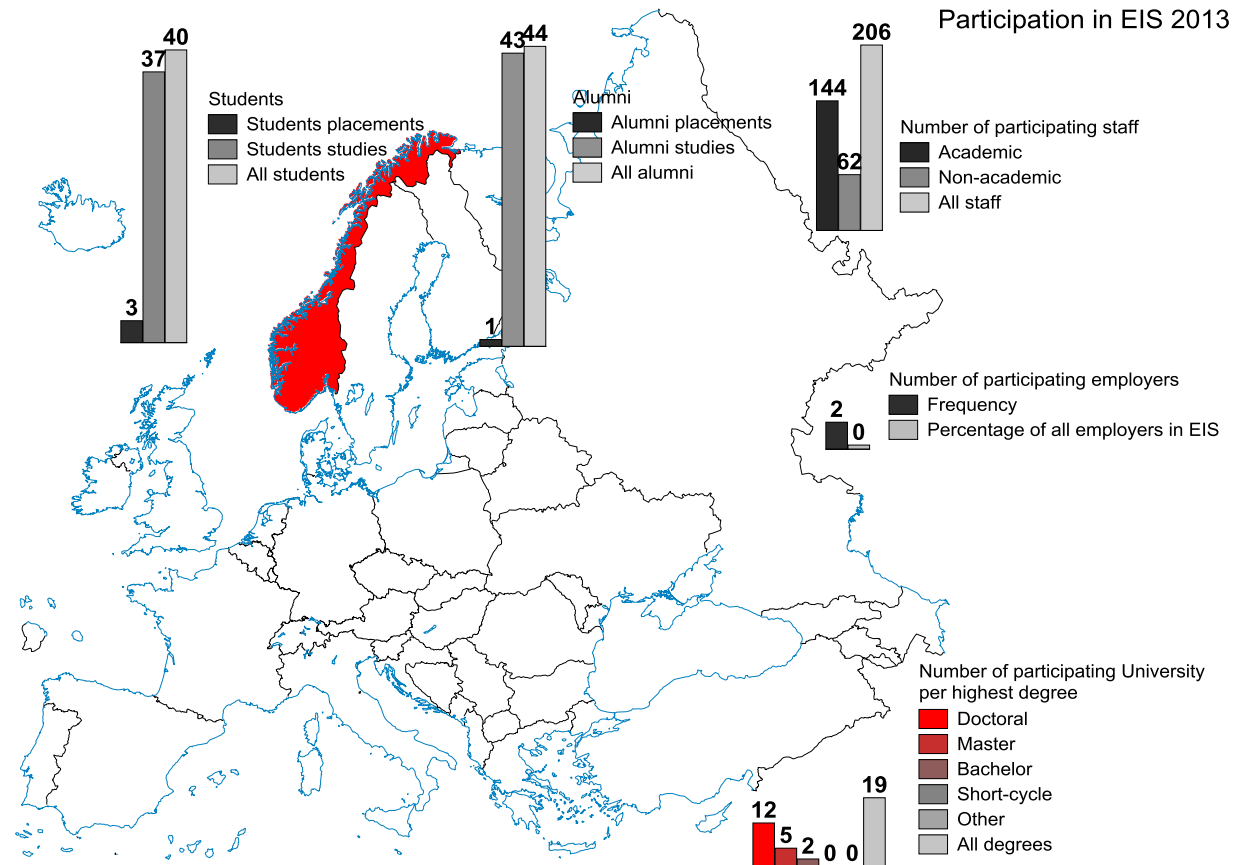 Participation in EIS 2013
40
37
3
Students
Students placements
Students studies
All students
43
44
1
Alumni
Alumni placements
Alumni studies
All alumni
206
144
62
Number of participating staff
Academic
Non-academic
All staff
Number of participating employers
Frequency
Percentage of all employers in EIS
2
0
Number of participating University
per highest degree
Doctoral
Master
Bachelor
Short-cycle
Other
All degrees
12
5
2
0
0
19